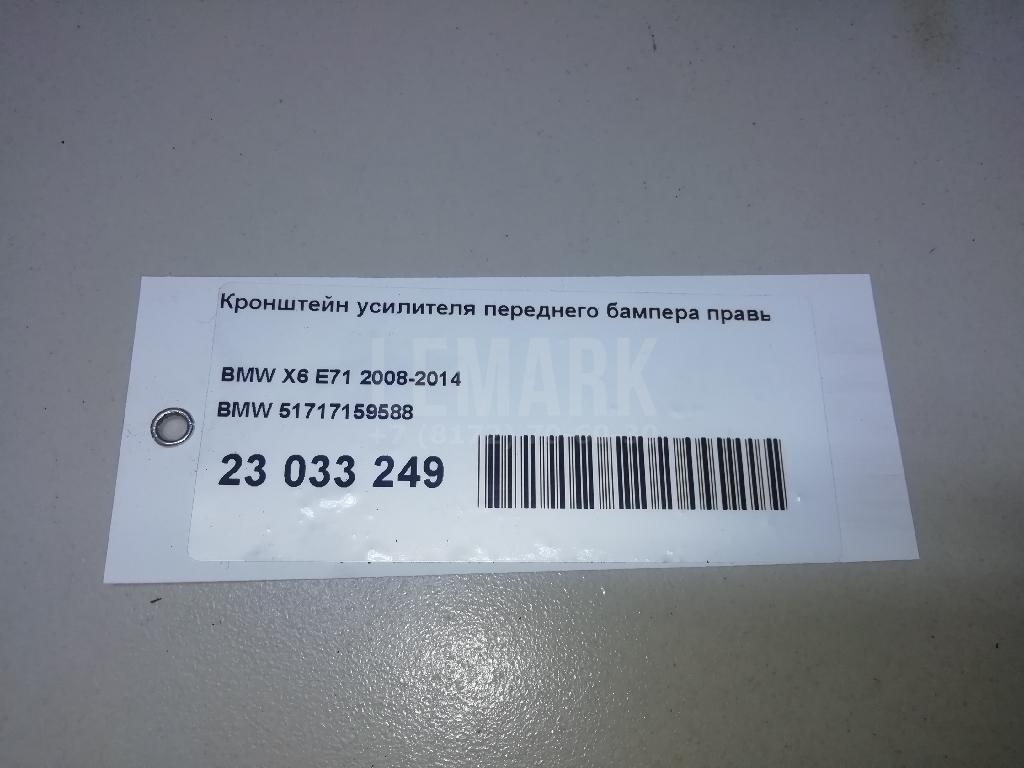 Кронштейн усилителя переднего бампера правь
BMW X6 E71 2008-2014
BMW 51717159588
23 033 249
LEMARK